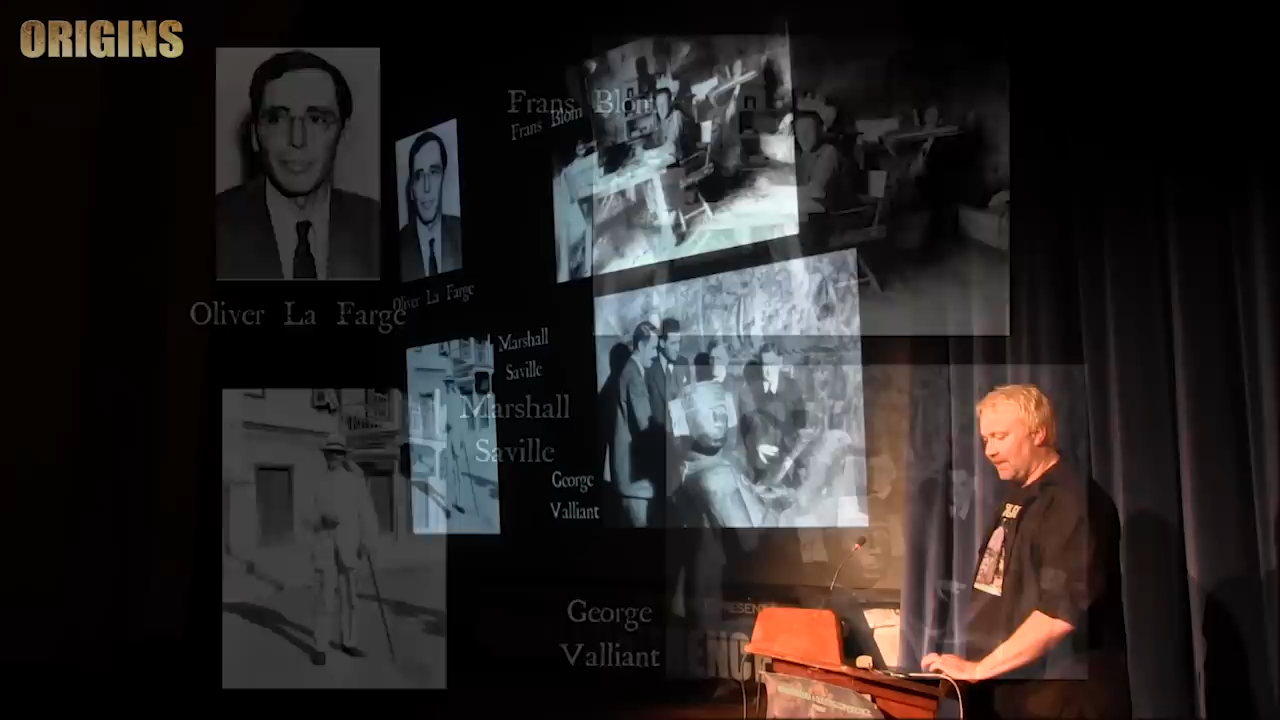 ORIGINS
Frans Blom
Frans Blom
Oliver La Farge
Oliver La Farge
Marshall
Saville
Marshall
Saville
George
Valliant
George
Valliant